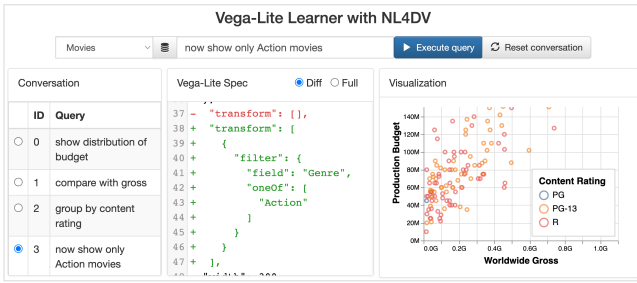 Vega-Lite Learner with NL4DV
Movies
now show only Action movies
Execute query
Reset conversation
Conversation
ID Query
0 show distribution of
budget
1 compare with gross
2 group by content
rating
3 now show only
Action movies
Vega-Lite Spec
Diff
Full
37 - "transform": [],
38 + "transform": [
39 + {
40 + "filter": {
41 + "field": "Genre",
42 + "oneOf": [
43 + "Action"
44 + ]
45 + }
46 + }
47 + ],
Visualization
Production Budget
140M
120M
100M
80M
60M
40M
20M
0M
0.0G 0.2G 0.4G 0.6G 0.8G 1.0G
Worldwide Gross
Content Rating
PG
PG-13
R